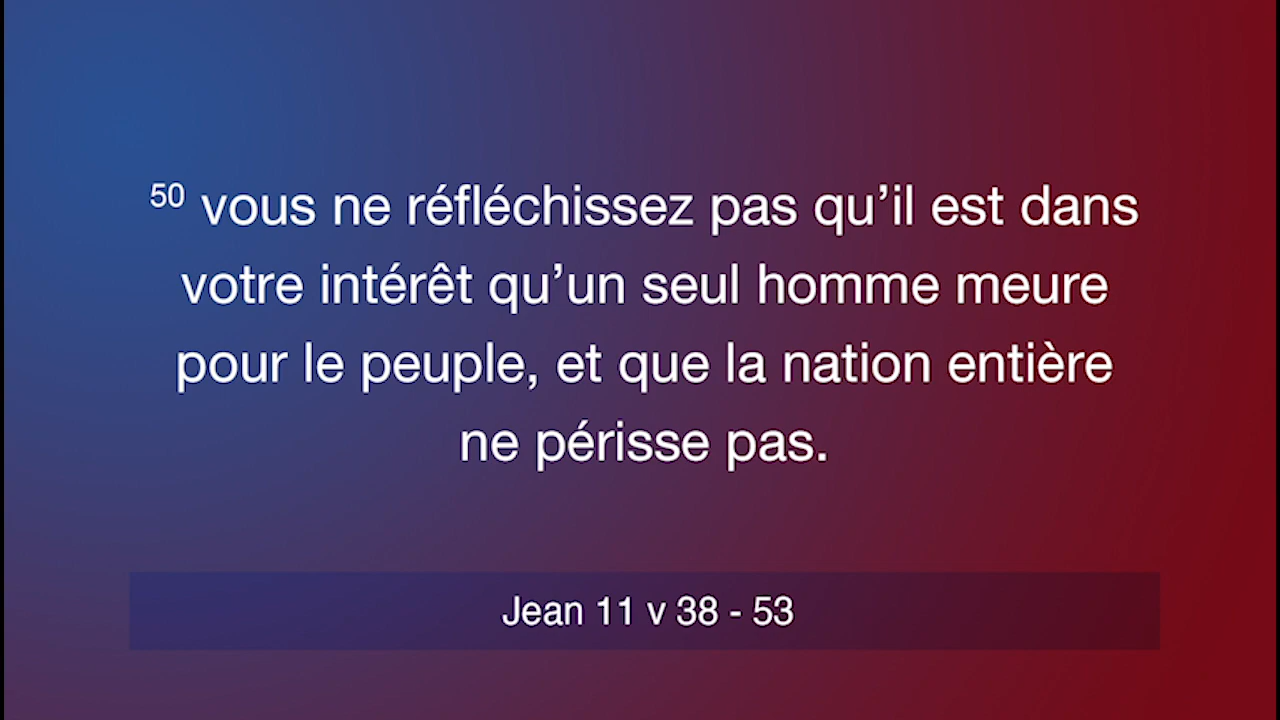 50 vous ne réfléchissez pas qu’il est dans
votre intérêt qu’un seul homme meure
pour le peuple, et que la nation entière
ne périsse pas.
Jean 11 v 38 - 53